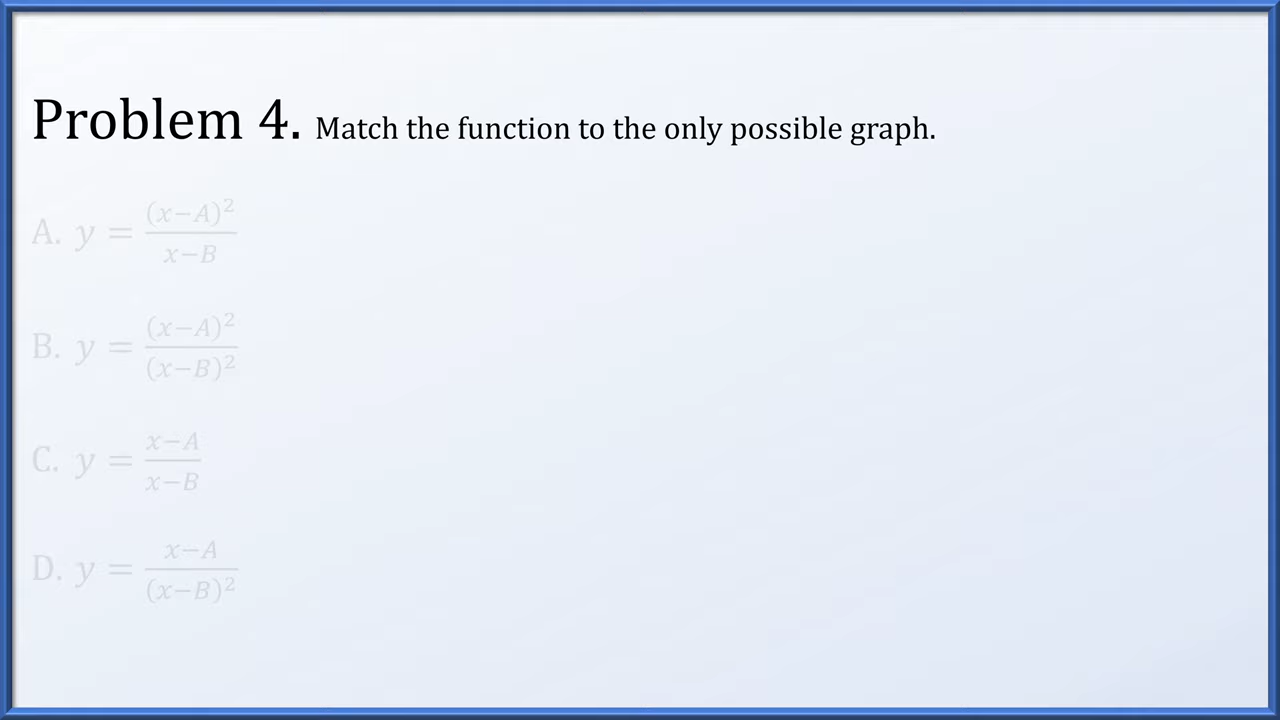 Problem 4. Match the function to the only possible graph.
A. y = (x−A)²/(x−B)
B. y = (x−A)²/(x−B)²
C. y = (x−A)/(x−B)
D. y = (x−A)/(x−B)²